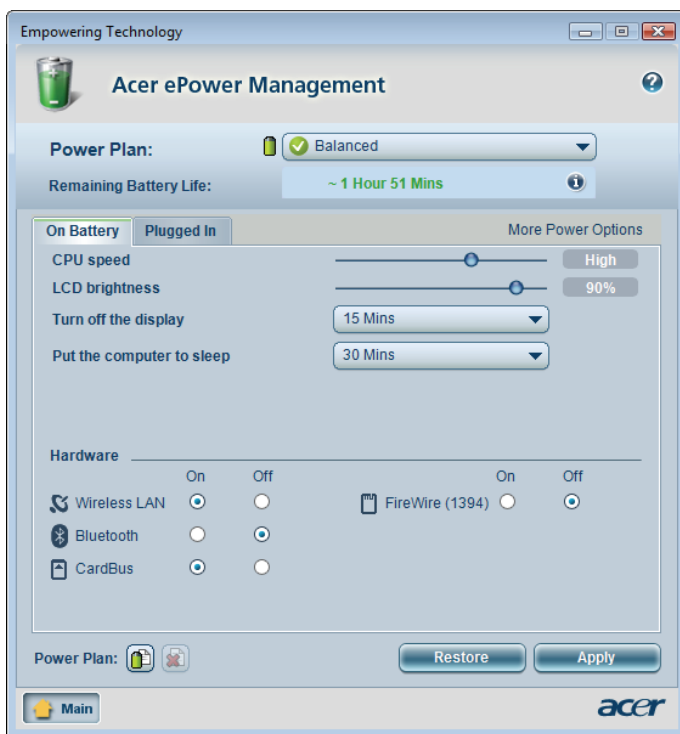 Empowering Technology
Acer ePower Management
Power Plan: Balanced
Remaining Battery Life: ~ 1 Hour 51 Mins
On Battery Plugged In More Power Options
CPU speed High
LCD brightness 90%
Turn off the display 15 Mins
Put the computer to sleep 30 Mins
Hardware
On Off On Off
Wireless LAN FireWire (1394)
Bluetooth
CardBus
Power Plan: Restore Apply
Main acer